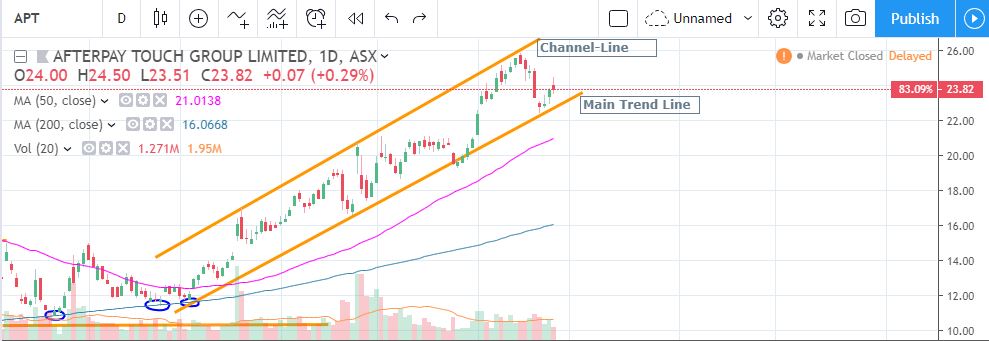 APT D Unnamed Publish
AFTERPAY TOUCH GROUP LIMITED, 1D, ASX
Market Closed Delayed
O24.00 H24.50 L23.51 C23.82 +0.07 (+0.29%)
MA (50, close) 21.0138
MA (200, close) 16.0668
Vol (20) 1.271M 1.95M
Channel-Line
Main Trend Line
26.00
83.09% 23.82
22.00
20.00
18.00
16.00
14.00
12.00
10.00